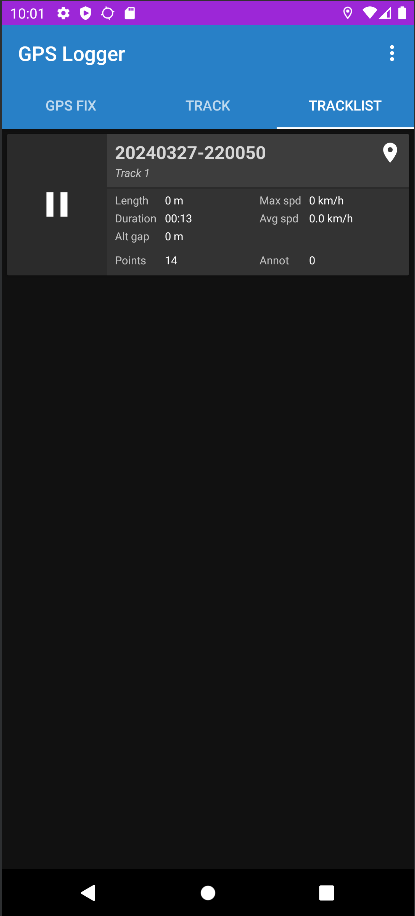 10:01
GPS Logger
GPS FIX TRACK TRACKLIST
20240327-220050
Track 1
Length 0 m Max spd 0 km/h
Duration 00:13 Avg spd 0.0 km/h
Alt gap 0 m
Points 14 Annot 0